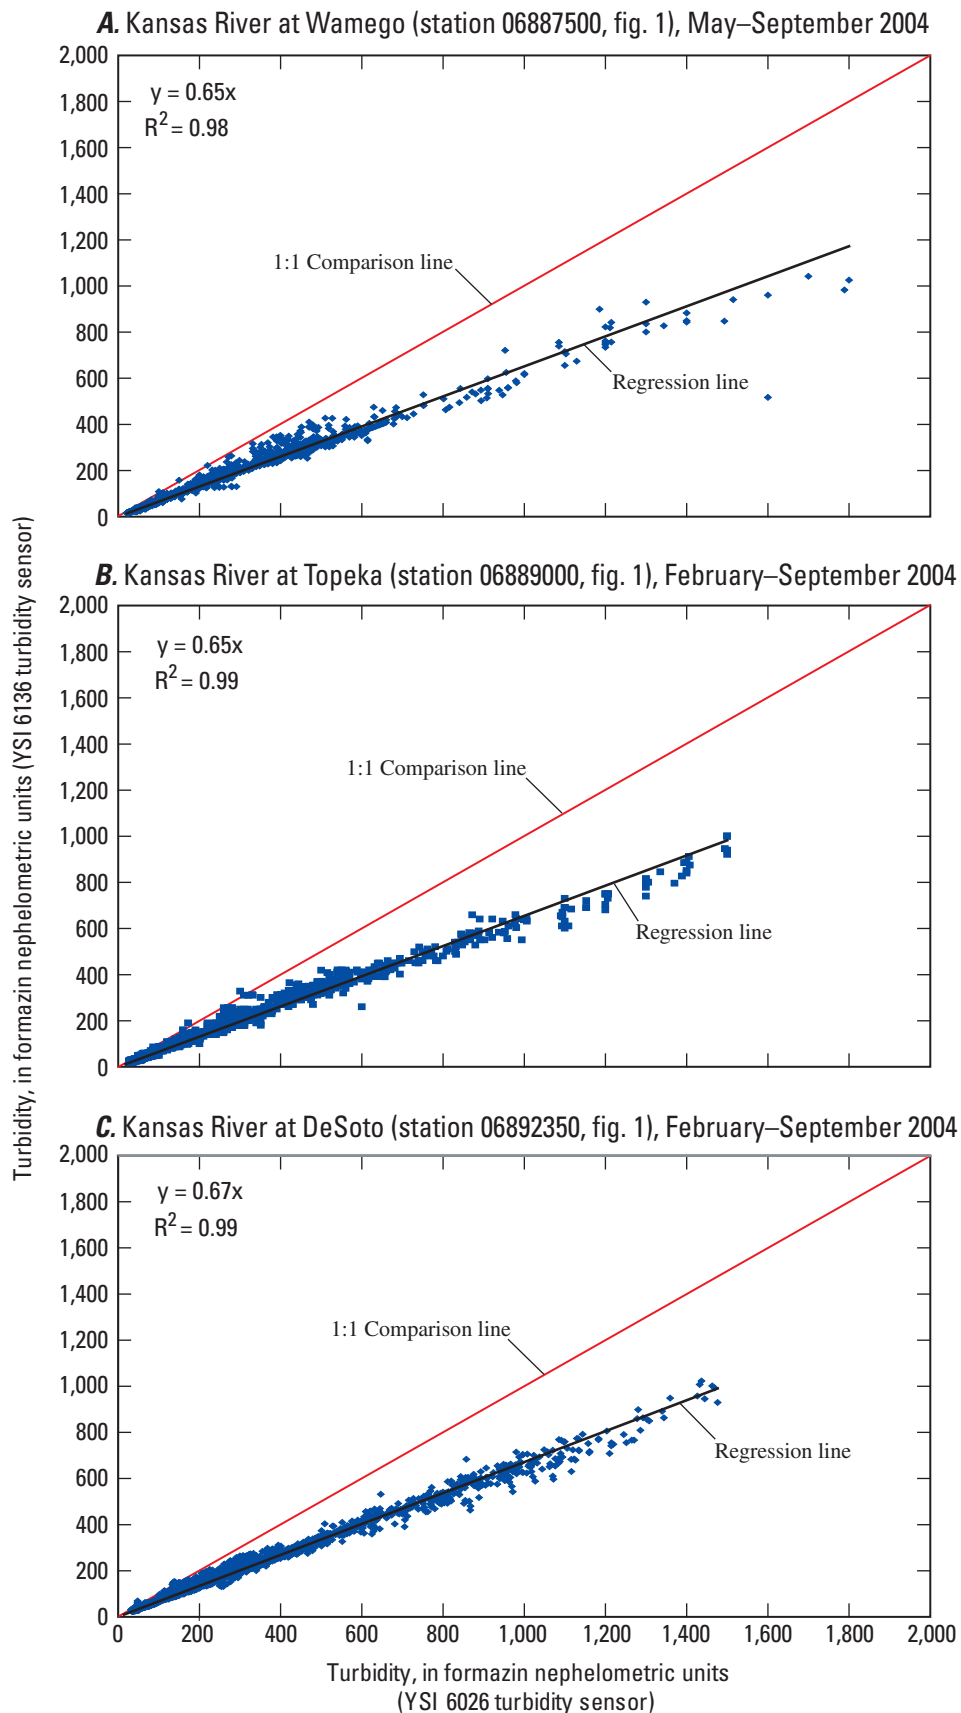 A. Kansas River at Wamego (station 06887500, fig. 1), May–September 2004
2,000
1,800
1,600
1,400
1,200
1,000
800
600
400
200
0
y = 0.65x
R2 = 0.98
1:1 Comparison line
Regression line
B. Kansas River at Topeka (station 06889000, fig. 1), February–September 2004
2,000
1,800
1,600
1,400
1,200
1,000
800
600
400
200
0
y = 0.65x
R2 = 0.99
1:1 Comparison line
Regression line
Turbidity, in formazin nephelometric units (YSI 6136 turbidity sensor)
C. Kansas River at DeSoto (station 06892350, fig. 1), February–September 2004
2,000
1,800
1,600
1,400
1,200
1,000
800
600
400
200
0
y = 0.67x
R2 = 0.99
1:1 Comparison line
Regression line
0 200 400 600 800 1,000 1,200 1,400 1,600 1,800 2,000
Turbidity, in formazin nephelometric units
(YSI 6026 turbidity sensor)